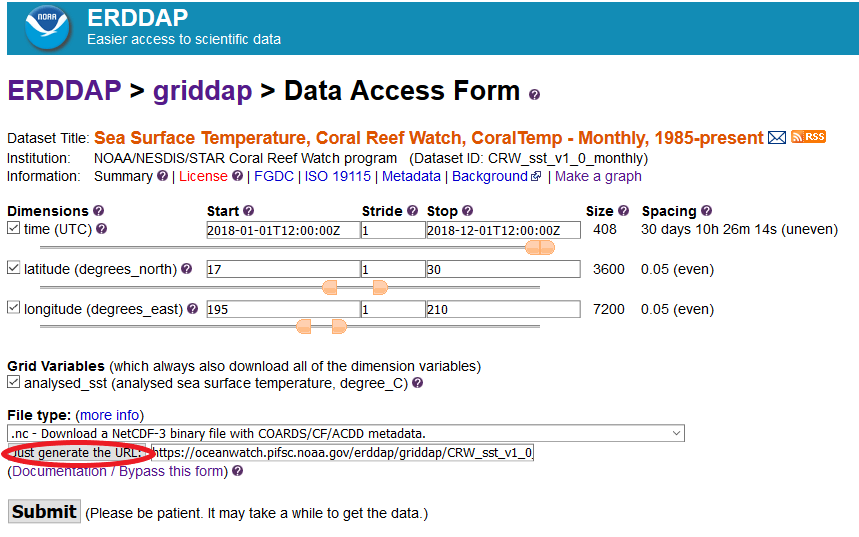 NOAA
ERDDAP
Easier access to scientific data
ERDDAP > griddap > Data Access Form ?
Dataset Title: Sea Surface Temperature, Coral Reef Watch, CoralTemp - Monthly, 1985-present RSS
Institution: NOAA/NESDIS/STAR Coral Reef Watch program (Dataset ID: CRW_sst_v1_0_monthly)
Information: Summary ? | License ? | FGDC | ISO 19115 | Metadata | Background | Make a graph
Dimensions ? Start ? Stride ? Stop ? Size ? Spacing ?
time (UTC) ? 2018-01-01T12:00:00Z 1 2018-12-01T12:00:00Z 408 30 days 10h 26m 14s (uneven)
latitude (degrees_north) ? 17 1 30 3600 0.05 (even)
longitude (degrees_east) ? 195 1 210 7200 0.05 (even)
Grid Variables (which always also download all of the dimension variables)
analysed_sst (analysed sea surface temperature, degree_C) ?
File type: (more info)
.nc - Download a NetCDF-3 binary file with COARDS/CF/ACDD metadata.
Just generate the URL: https://oceanwatch.pifsc.noaa.gov/erddap/griddap/CRW_sst_v1_0_
(Documentation / Bypass this form) ?
Submit (Please be patient. It may take a while to get the data.)